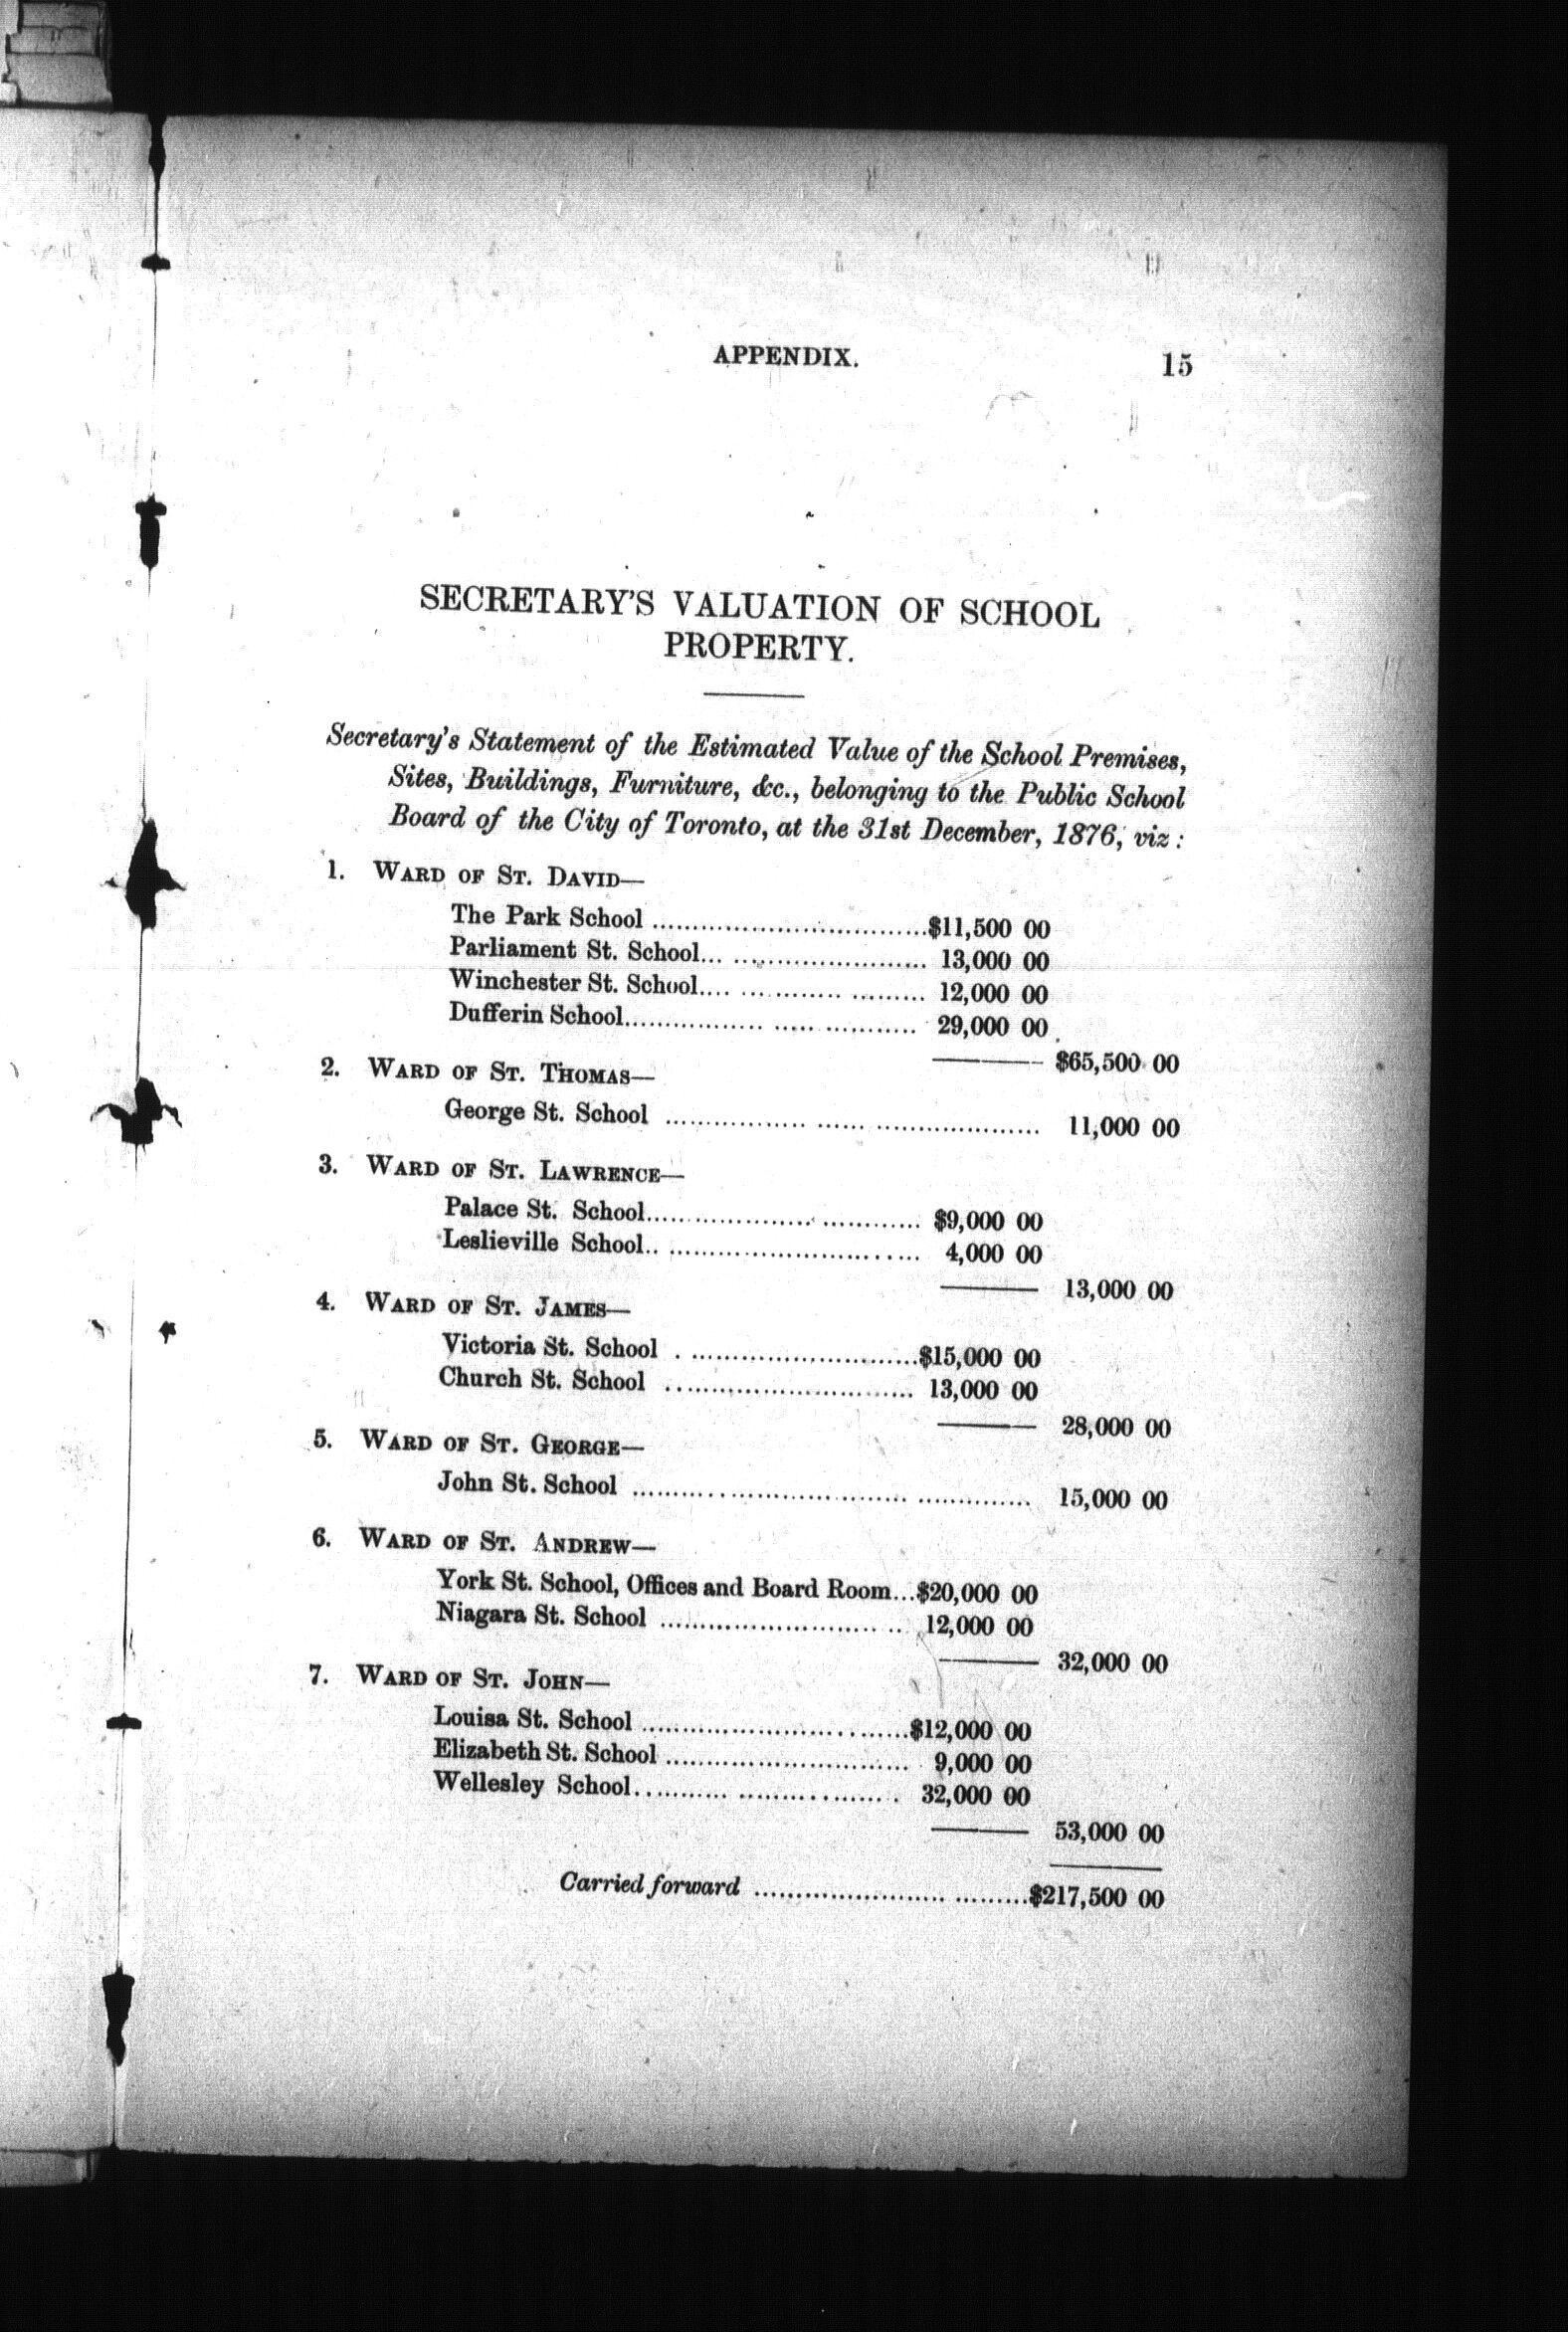 APPENDIX. 15
SECRETARY'S VALUATION OF SCHOOL
PROPERTY.
Secretary's Statement of the Estimated Value of the School Premises,
Sites, Buildings, Furniture, &c., belonging to the Public School
Board of the City of Toronto, at the 31st December, 1876, viz:
1. WARD OF ST. DAVID—
The Park School ................................. $11,500 00
Parliament St. School... ........................ 13,000 00
Winchester St. School.... ... ........ ......... 12,000 00
Dufferin School................. ..... ........... 29,000 00
$65,500 00
2. WARD OF ST. THOMAS—
George St. School ................. ...... .................... 11,000 00
3. WARD OF ST. LAWRENCE—
Palace St. School..... ............... ............ $9,000 00
Leslieville School.. ............................... 4,000 00
13,000 00
4. WARD OF ST. JAMES—
Victoria St. School . ............................$15,000 00
Church St. School ............................... 13,000 00
28,000 00
5. WARD OF ST. GEORGE—
John St. School .................................. .............. 15,000 00
6. WARD OF ST. ANDREW—
York St. School, Offices and Board Room...$20,000 00
Niagara St. School ........................... .. 12,000 00
32,000 00
7. WARD OF ST. JOHN—
Louisa St. School .................................$12,000 00
Elizabeth St. School .............................. 9,000 00
Wellesley School........... .................... 32,000 00
53,000 00
Carried forward ........................ .........$217,500 00